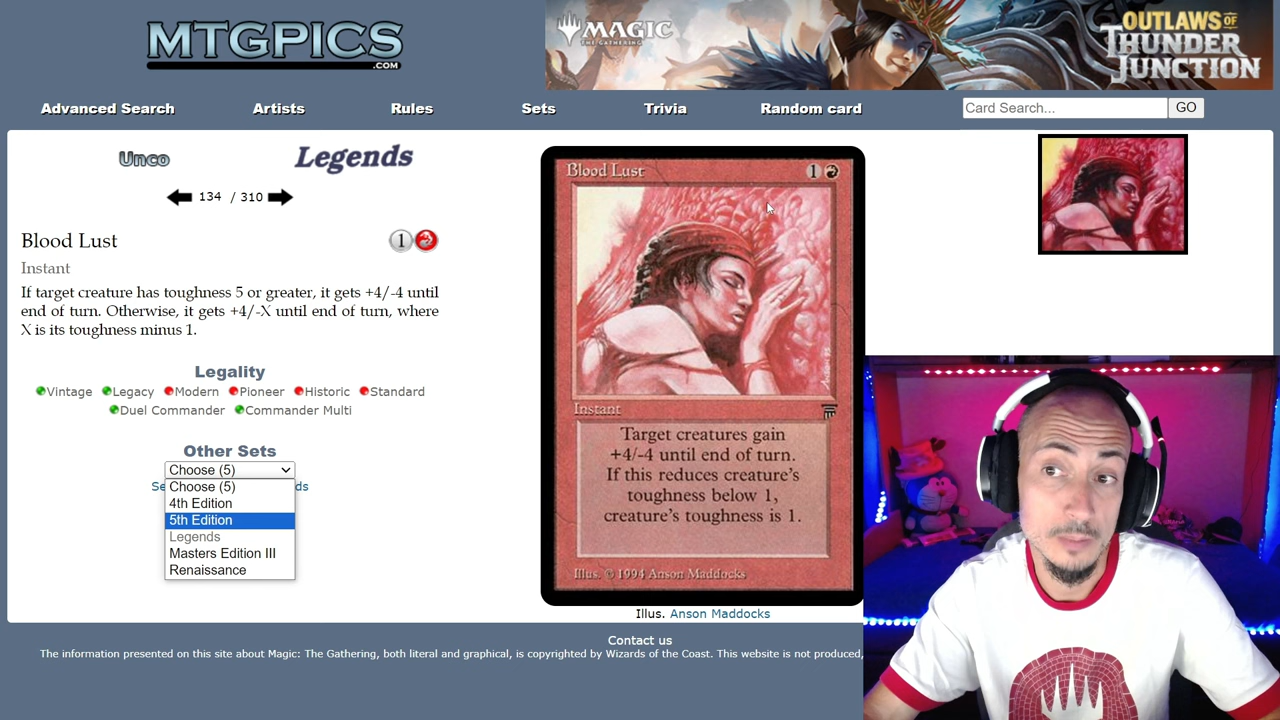 MTGPICS
.COM
MAGIC
THE GATHERING
OUTLAWS OF
THUNDER
JUNCTION
Advanced Search
Artists
Rules
Sets
Trivia
Random card
Card Search...
GO
Unco
Legends
134 / 310
Blood Lust
1
Instant
If target creature has toughness 5 or greater, it gets +4/-4 until
end of turn. Otherwise, it gets +4/-X until end of turn, where
X is its toughness minus 1.
Legality
Vintage Legacy Modern Pioneer Historic Standard
Duel Commander Commander Multi
Other Sets
Choose (5)
Choose (5)
4th Edition
5th Edition
Legends
Masters Edition III
Renaissance
Blood Lust
1
Instant
Target creatures gain
+4/-4 until end of turn.
If this reduces creature's
toughness below 1,
creature's toughness is 1.
Illus. © 1994 Anson Maddocks
Illus. Anson Maddocks
Contact us
The information presented on this site about Magic: The Gathering, both literal and graphical, is copyrighted by Wizards of the Coast. This website is not produced,